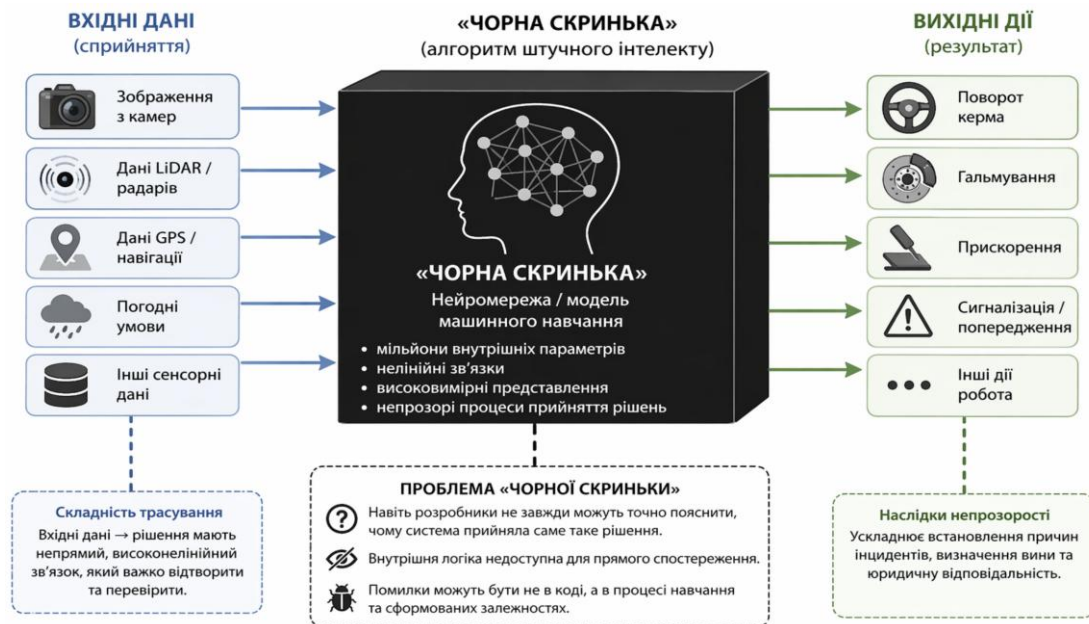 ВХІДНІ ДАНІ
(сприйняття)
Зображення
з камер
Дані LiDAR /
радарів
Дані GPS /
навігації
Погодні
умови
Інші сенсорні
дані
Складність трасування
Вхідні дані → рішення мають
непрямий, високонелінійний
зв’язок, який важко відтворити
та перевірити.
«ЧОРНА СКРИНЬКА»
(алгоритм штучного інтелекту)
«ЧОРНА СКРИНЬКА»
Нейромережа / модель
машинного навчання
• мільйони внутрішніх параметрів
• нелінійні зв’язки
• високовимірні представлення
• непрозорі процеси прийняття рішень
ПРОБЛЕМА «ЧОРНОЇ СКРИНЬКИ»
Навіть розробники не завжди можуть точно пояснити,
чому система прийняла саме таке рішення.
Внутрішня логіка недоступна для прямого спостереження.
Помилки можуть бути не в коді, а в процесі навчання
та сформованих залежностях.
ВИХІДНІ ДІЇ
(результат)
Поворот
керма
Гальмування
Прискорення
Сигналізація /
попередження
Інші дії
робота
Наслідки непрозорості
Ускладнює встановлення причин
інцидентів, визначення вини та
юридичну відповідальність.